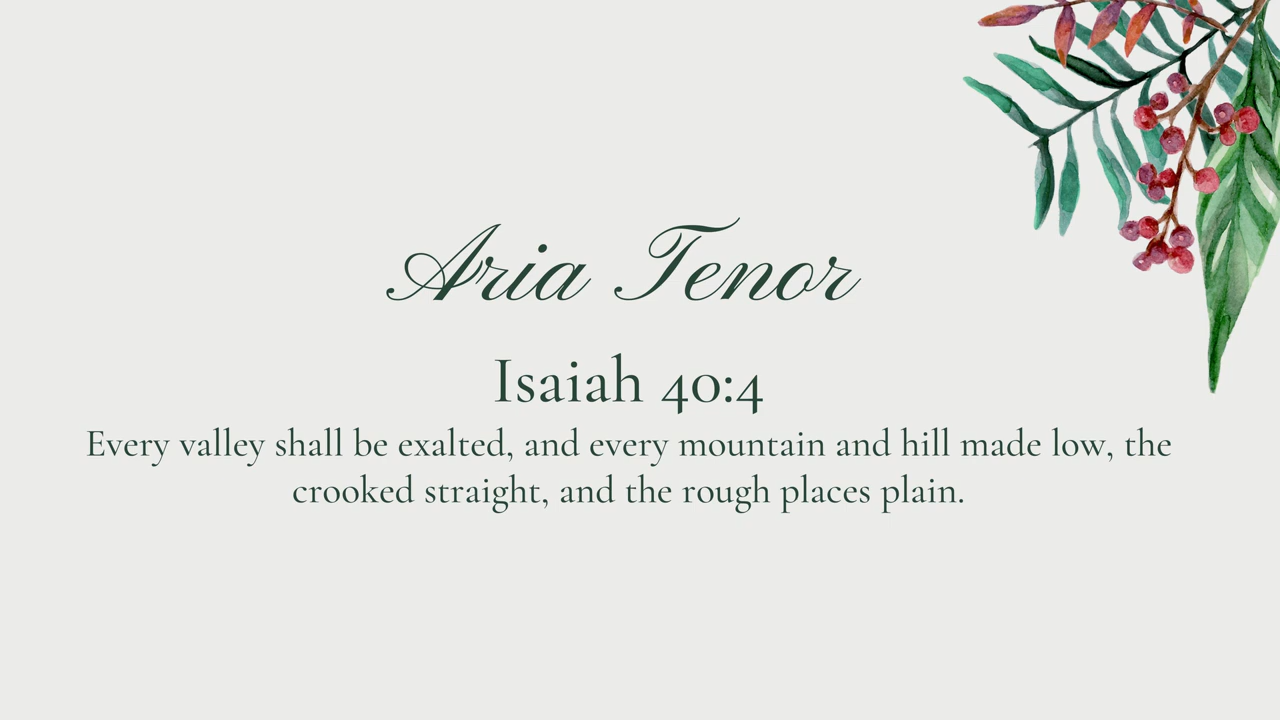 Aria Tenor
Isaiah 40:4
Every valley shall be exalted, and every mountain and hill made low, the
crooked straight, and the rough places plain.